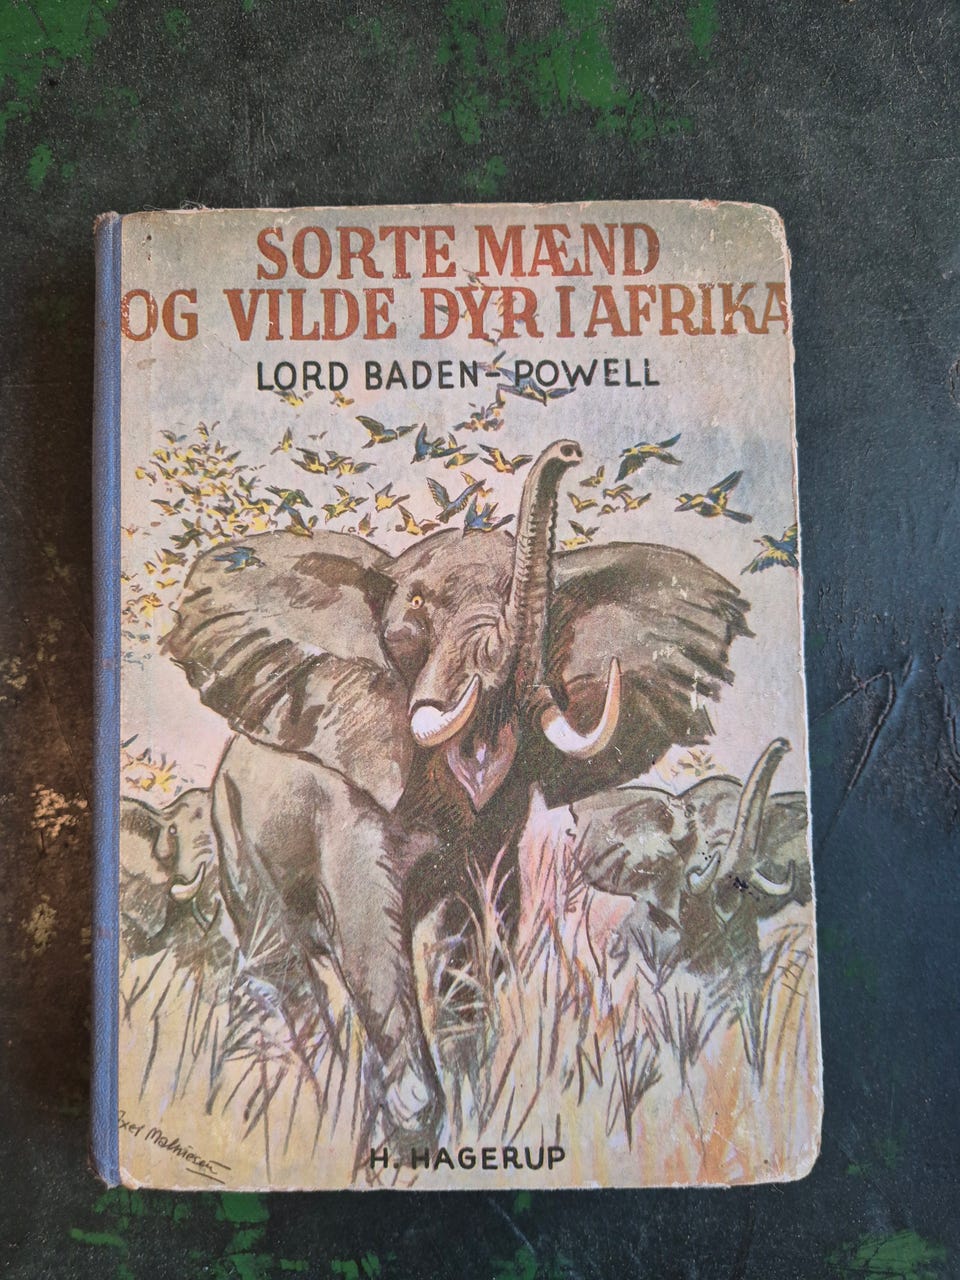 SORTE MÆND
OG VILDE DYR I AFRIKA
LORD BADEN-POWELL
Axel Mathiesen
H. HAGERUP